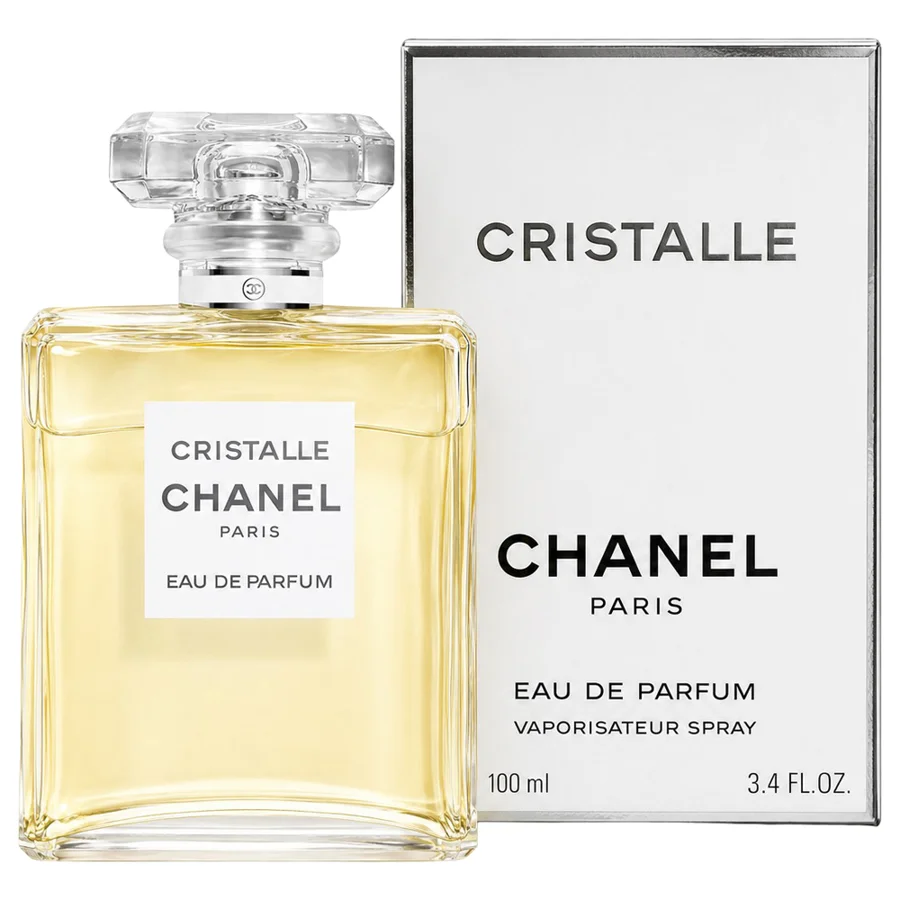 CRISTALLE
CHANEL
PARIS
EAU DE PARFUM
CRISTALLE
CHANEL
PARIS
EAU DE PARFUM
VAPORISATEUR SPRAY
100 ml 3.4 FL.OZ.